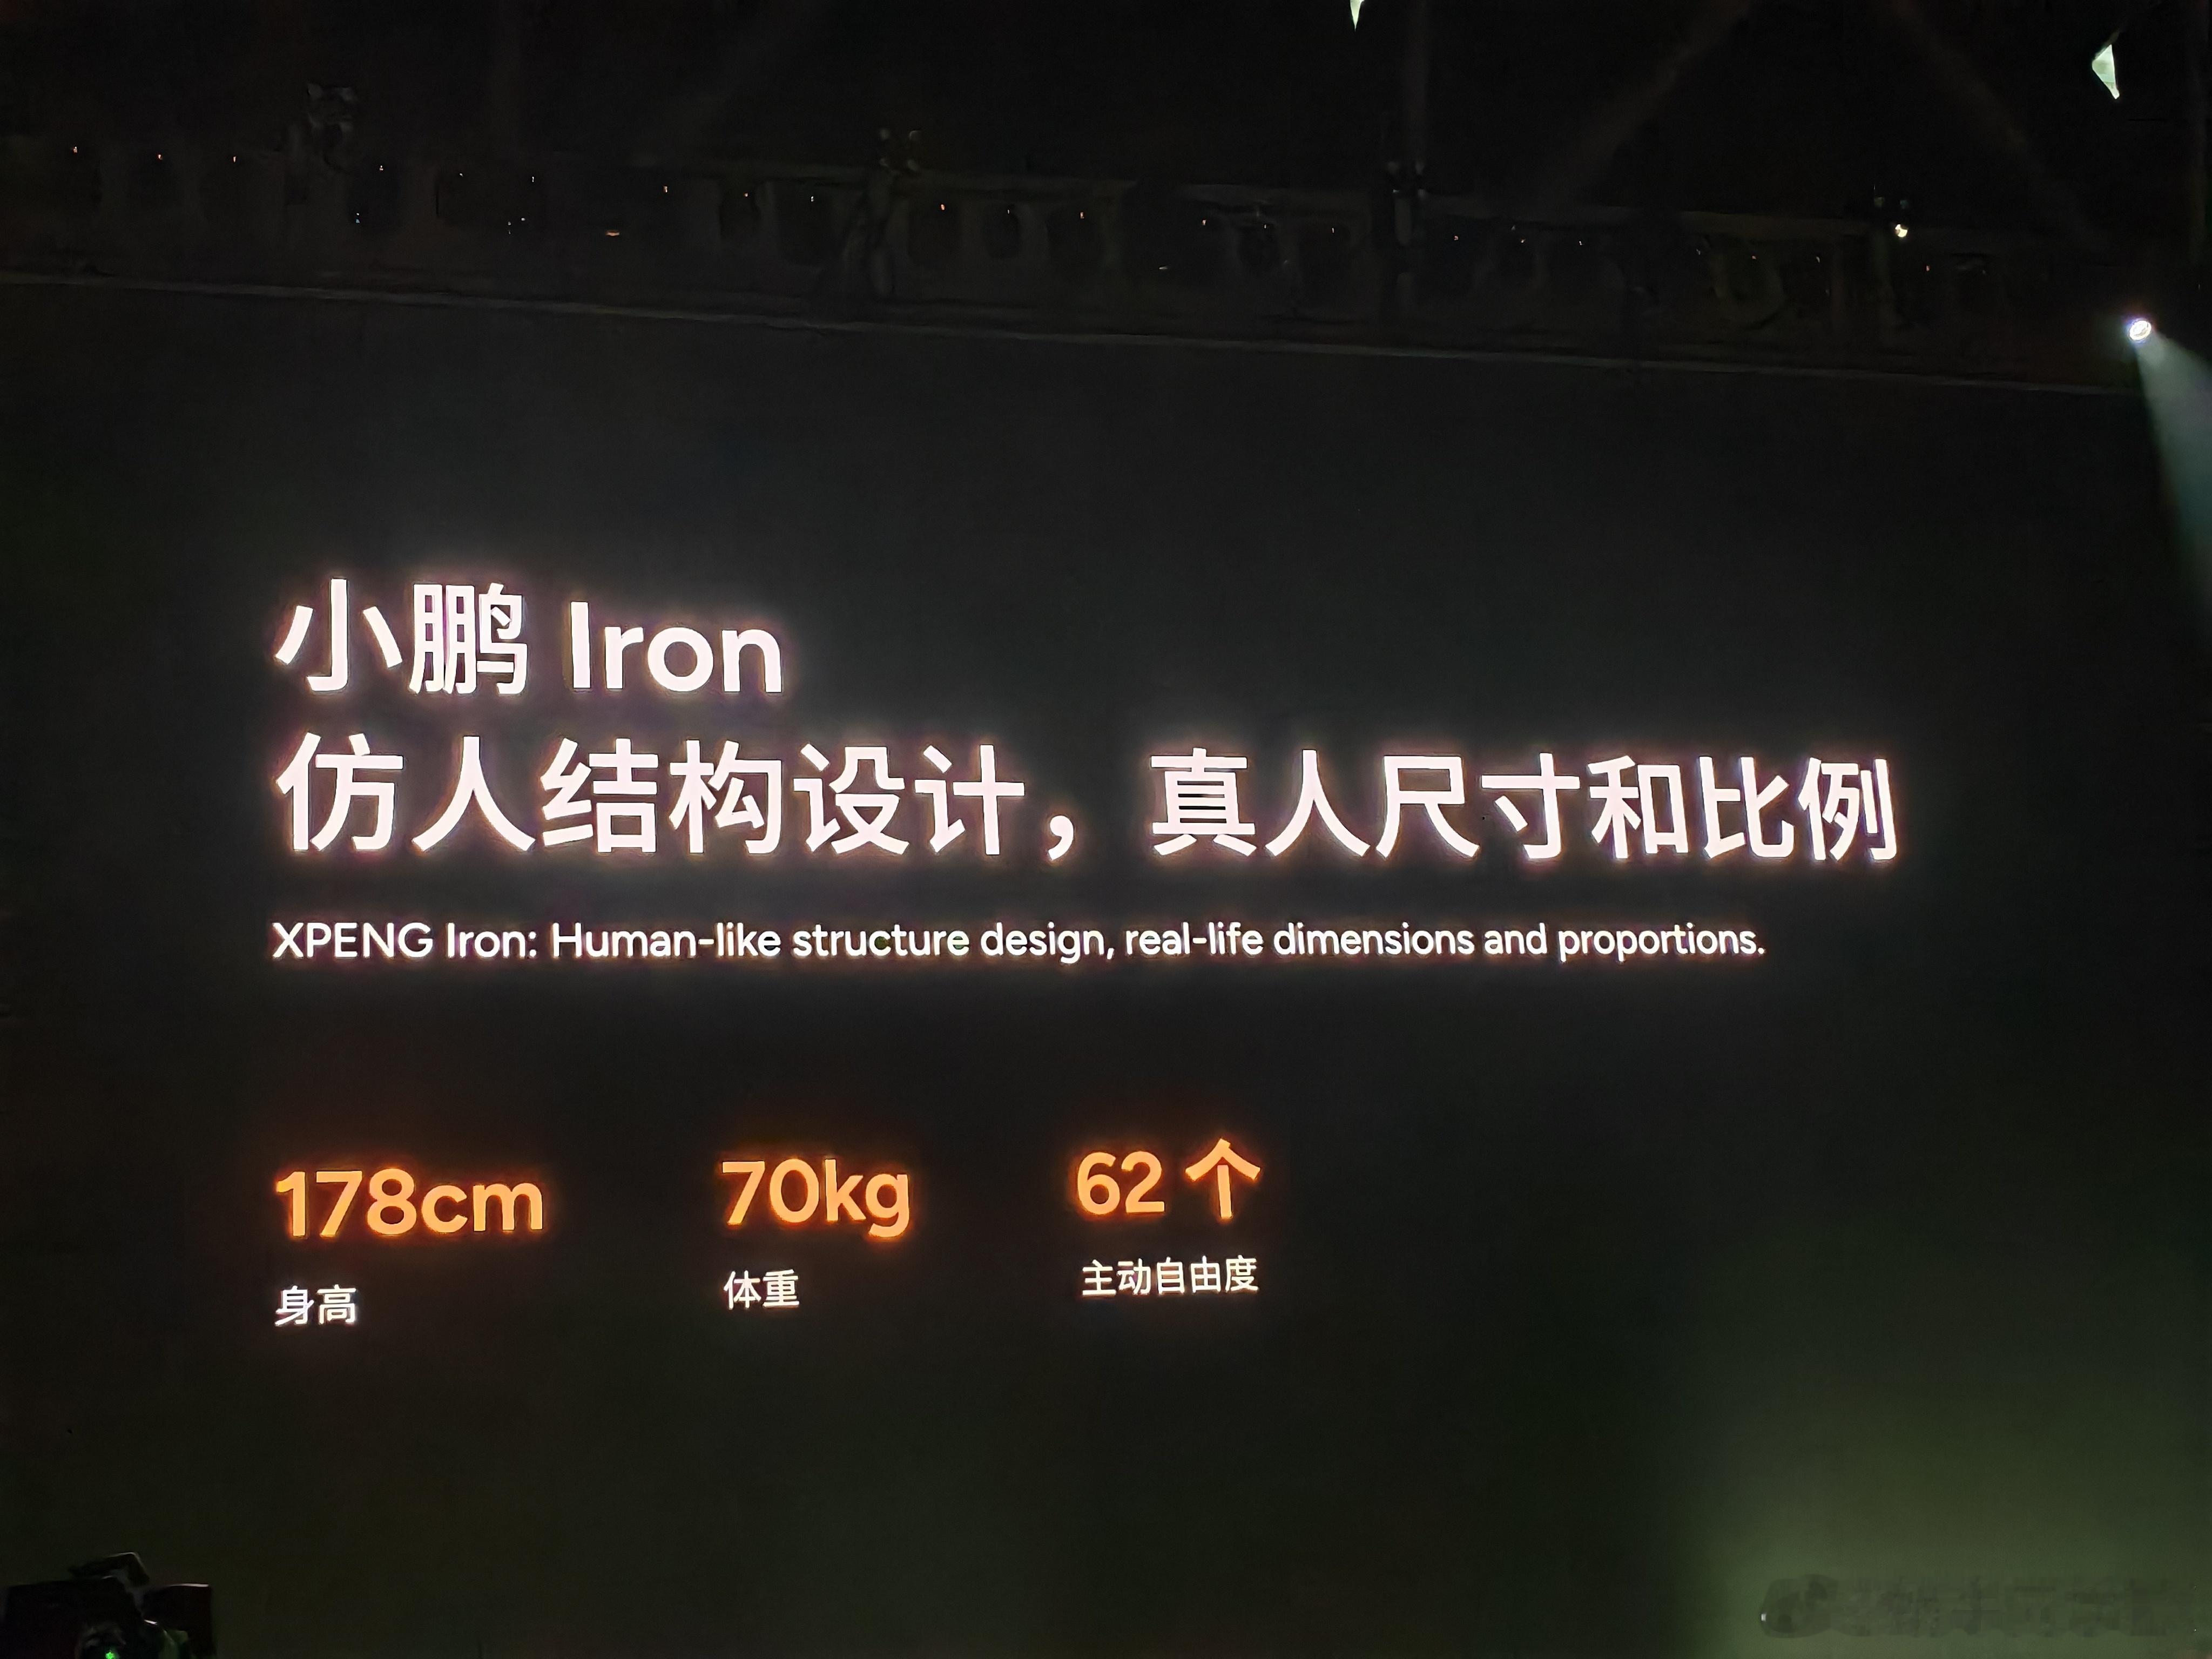 小鹏 Iron
仿人结构设计，真人尺寸和比例
XPENG Iron: Human-like structure design, real-life dimensions and proportions.
178cm 70kg 62个
身高 体重 主动自由度